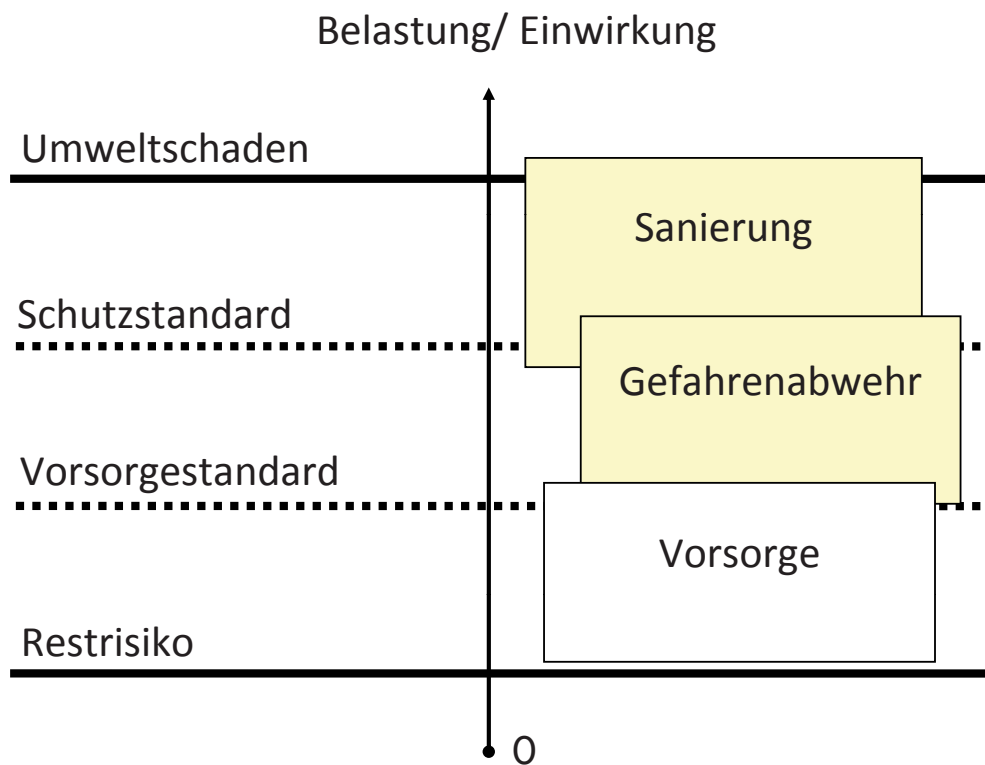 Belastung/ Einwirkung
Umweltschaden
Sanierung
Schutzstandard
Gefahrenabwehr
Vorsorgestandard
Vorsorge
Restrisiko
0